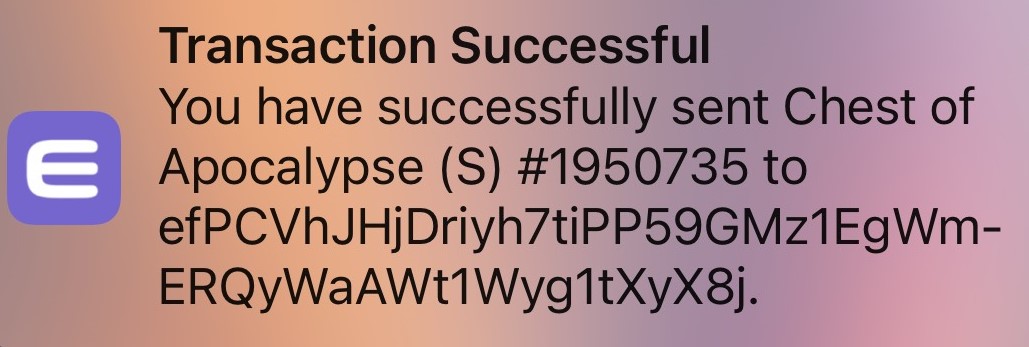 Transaction Successful
You have successfully sent Chest of
Apocalypse (S) #1950735 to
efPCVhJHjDriyh7tiPP59GMz1EgWm-
ERQyWaAWt1Wyg1tXyX8j.